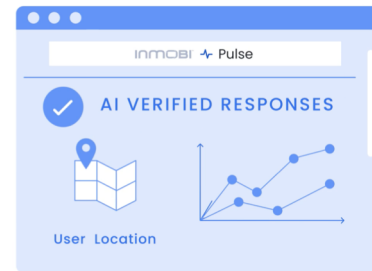 INMOBI Pulse
AI VERIFIED RESPONSES
User Location